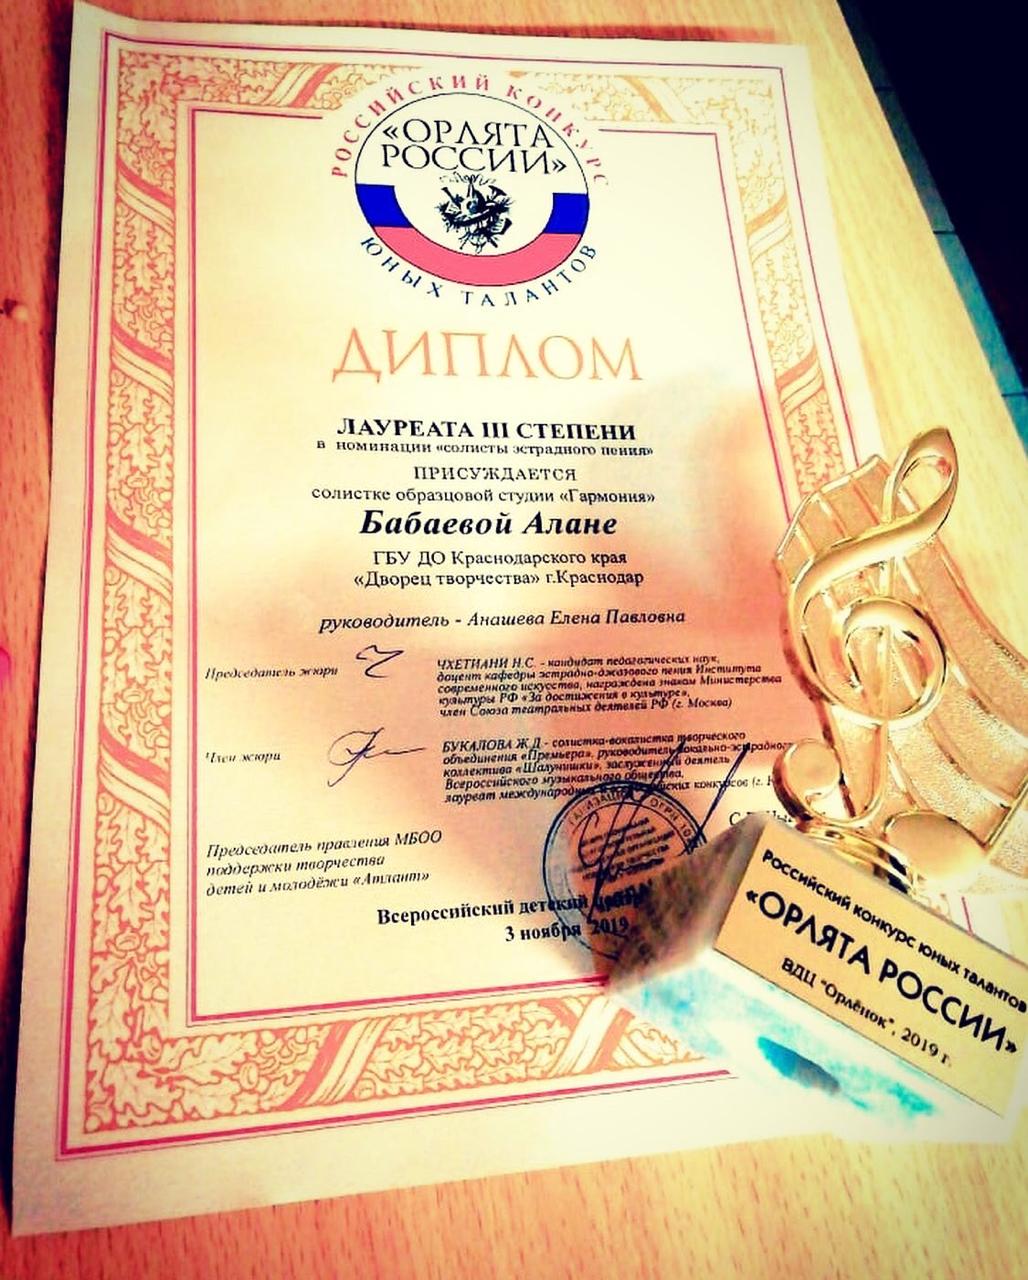 РОССИЙСКИЙ КОНКУРС
«ОРЛЯТА
РОССИИ»
ЮНЫХ ТАЛАНТОВ
ДИПЛОМ
ЛАУРЕАТА III СТЕПЕНИ
в номинации «солисты эстрадного пения»
ПРИСУЖДАЕТСЯ
солистке образцовой студии «Гармония»
Бабаевой Алане
ГБУ ДО Краснодарского края
«Дворец творчества» г.Краснодар
руководитель - Анашева Елена Павловна
Председатель жюри
ЧХЕТИАНИ Н.С. - кандидат педагогических наук,
доцент кафедры эстрадно-джазового пения Института
современного искусства, награждена знаком Министерства
культуры РФ «За достижения в культуре»,
член Союза театральных деятелей РФ (г. Москва)
Член жюри
БУКАЛОВА Ж.Д - солистка-вокалистка творческого
объединения «Премьера», руководитель вокально-эстрадного
коллектива «Шалунишки», заслуженный деятель
Всероссийского музыкального общества,
лауреат международных и конкурсов (г.
Председатель правления МБОО
поддержки творчества
детей и молодёжи «Атлант»
Всероссийский детский центр
3 ноября 2019
Российский конкурс юных талантов
«ОРЛЯТА РОССИИ»
ВДЦ "Орлёнок", 2019 г.